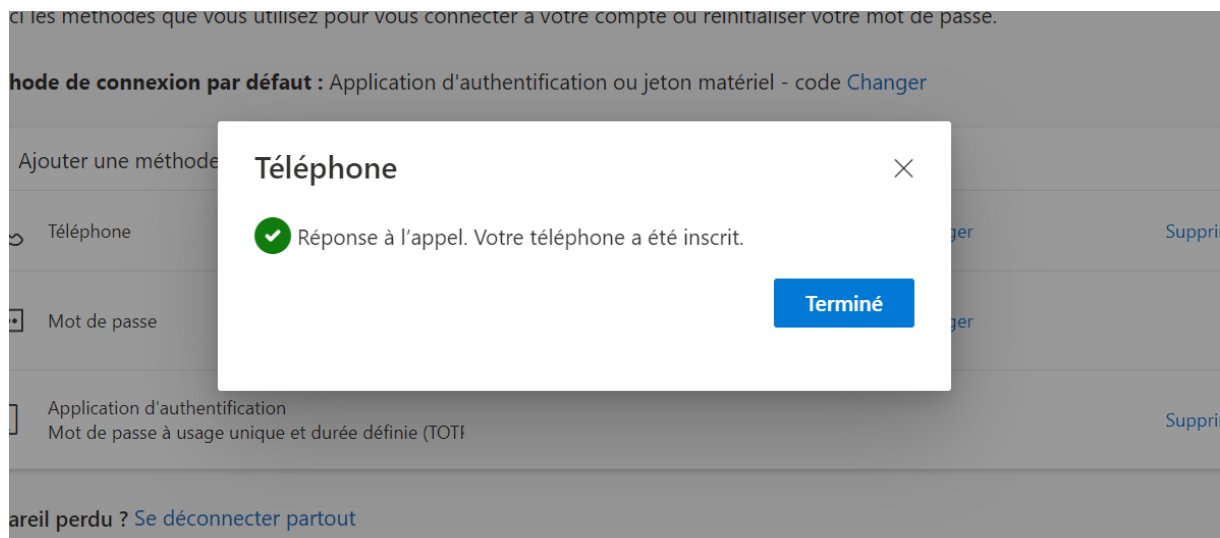 ci les méthodes que vous utilisez pour vous connecter à votre compte ou réinitialiser votre mot de passe.
hode de connexion par défaut : Application d'authentification ou jeton matériel - code Changer
Ajouter une méthode
Téléphone
Réponse à l'appel. Votre téléphone a été inscrit.
Terminé
Téléphone ger Supprir
Mot de passe ger
Application d'authentification
Mot de passe à usage unique et durée définie (TOTP Supprir
areil perdu ? Se déconnecter partout